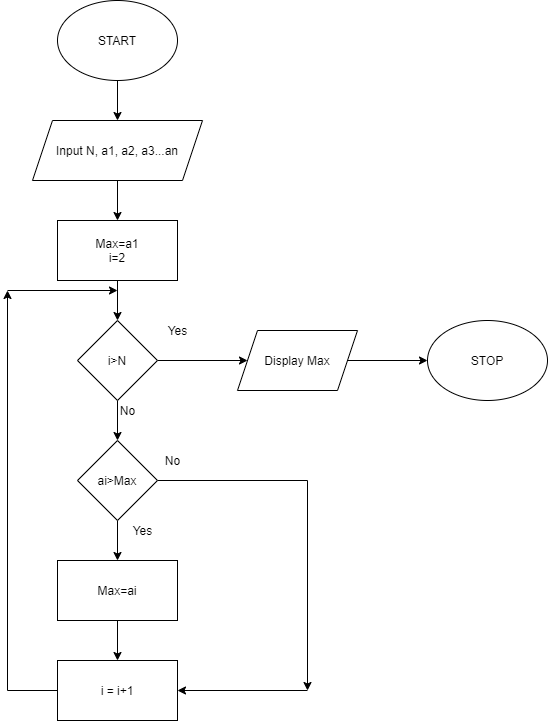 START
Input N, a1, a2, a3...an
Max=a1
i=2
i>N
Yes
Display Max
STOP
No
ai>Max
No
Yes
Max=ai
i = i+1